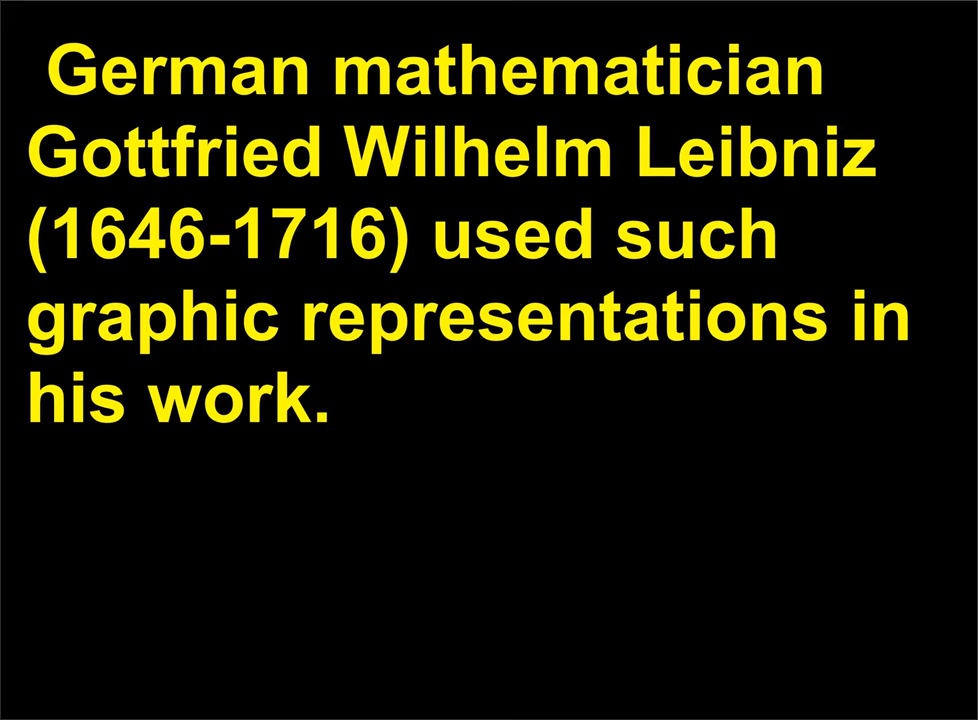 German mathematician
Gottfried Wilhelm Leibniz
(1646-1716) used such
graphic representations in
his work.